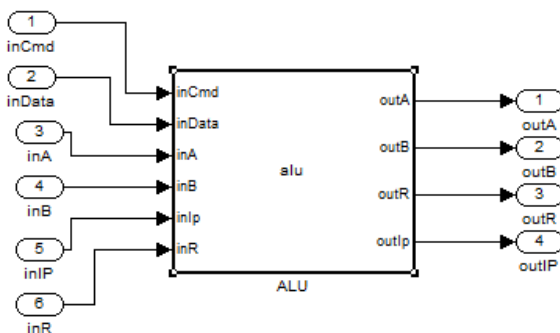 1
inCmd
2
inData
3
inA
4
inB
5
inIP
6
inR
inCmd
inData
inA
inB
inIp
inR
alu
outA
outB
outR
outIp
ALU
1
outA
2
outB
3
outR
4
outIP